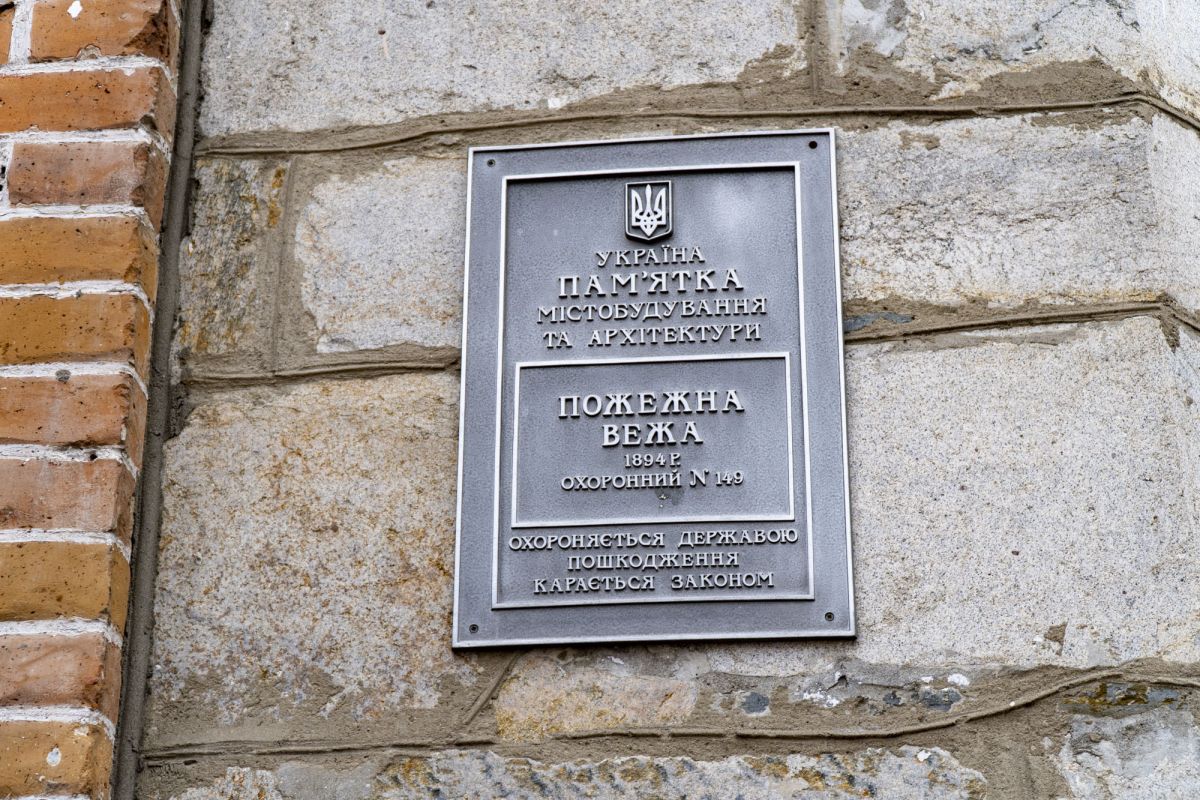 УКРАЇНА
ПАМ'ЯТКА
МІСТОБУДУВАННЯ
ТА АРХІТЕКТУРИ
ПОЖЕЖНА
ВЕЖА
1894 Р.
ОХОРОННИЙ № 149
ОХОРОНЯЄТЬСЯ ДЕРЖАВОЮ
ПОШКОДЖЕННЯ
КАРАЄТЬСЯ ЗАКОНОМ